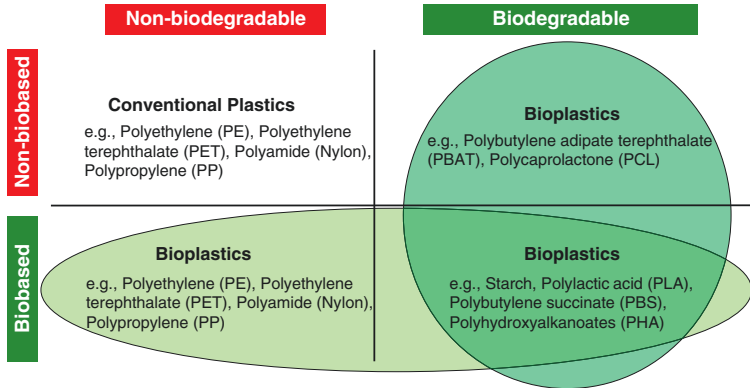 Non-biodegradable
Biodegradable
Non-biobased
Conventional Plastics
e.g., Polyethylene (PE), Polyethylene
terephthalate (PET), Polyamide (Nylon),
Polypropylene (PP)
Bioplastics
e.g., Polybutylene adipate terephthalate
(PBAT), Polycaprolactone (PCL)
Biobased
Bioplastics
e.g., Polyethylene (PE), Polyethylene
terephthalate (PET), Polyamide (Nylon),
Polypropylene (PP)
Bioplastics
e.g., Starch, Polylactic acid (PLA),
Polybutylene succinate (PBS),
Polyhydroxyalkanoates (PHA)